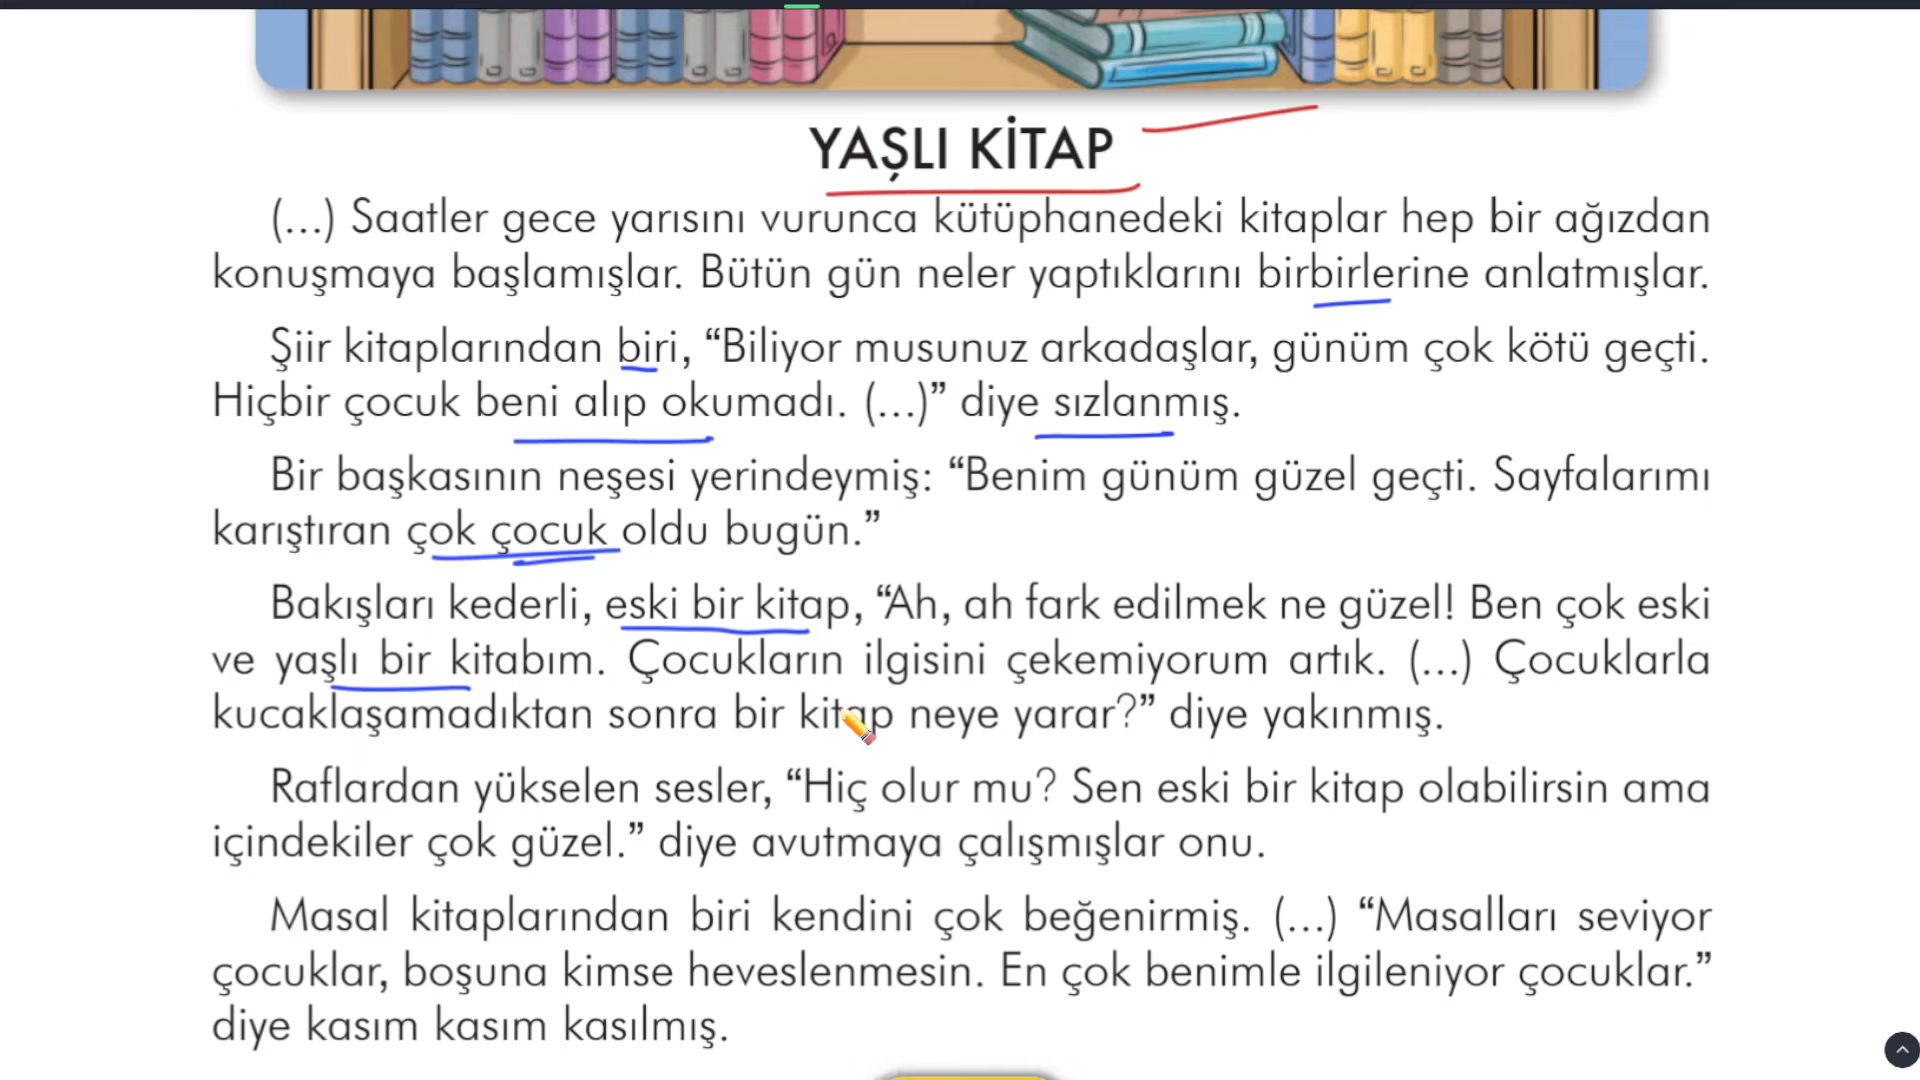 YAŞLI KİTAP
(...) Saatler gece yarısını vurunca kütüphanedeki kitaplar hep bir ağızdan
konuşmaya başlamışlar. Bütün gün neler yaptıklarını birbirlerine anlatmışlar.
Şiir kitaplarından biri, “Biliyor musunuz arkadaşlar, günüm çok kötü geçti.
Hiçbir çocuk beni alıp okumadı. (...)” diye sızlanmış.
Bir başkasının neşesi yerindeymiş: “Benim günüm güzel geçti. Sayfalarımı
karıştıran çok çocuk oldu bugün.”
Bakışları kederli, eski bir kitap, “Ah, ah fark edilmek ne güzel! Ben çok eski
ve yaşlı bir kitabım. Çocukların ilgisini çekemiyorum artık. (...) Çocuklarla
kucaklaşamadıktan sonra bir kitap neye yarar?” diye yakınmış.
Raflardan yükselen sesler, “Hiç olur mu? Sen eski bir kitap olabilirsin ama
içindekiler çok güzel.” diye avutmaya çalışmışlar onu.
Masal kitaplarından biri kendini çok beğenirmiş. (...) “Masalları seviyor
çocuklar, boşuna kimse heveslenmesin. En çok benimle ilgileniyor çocuklar.”
diye kasım kasım kasılmış.